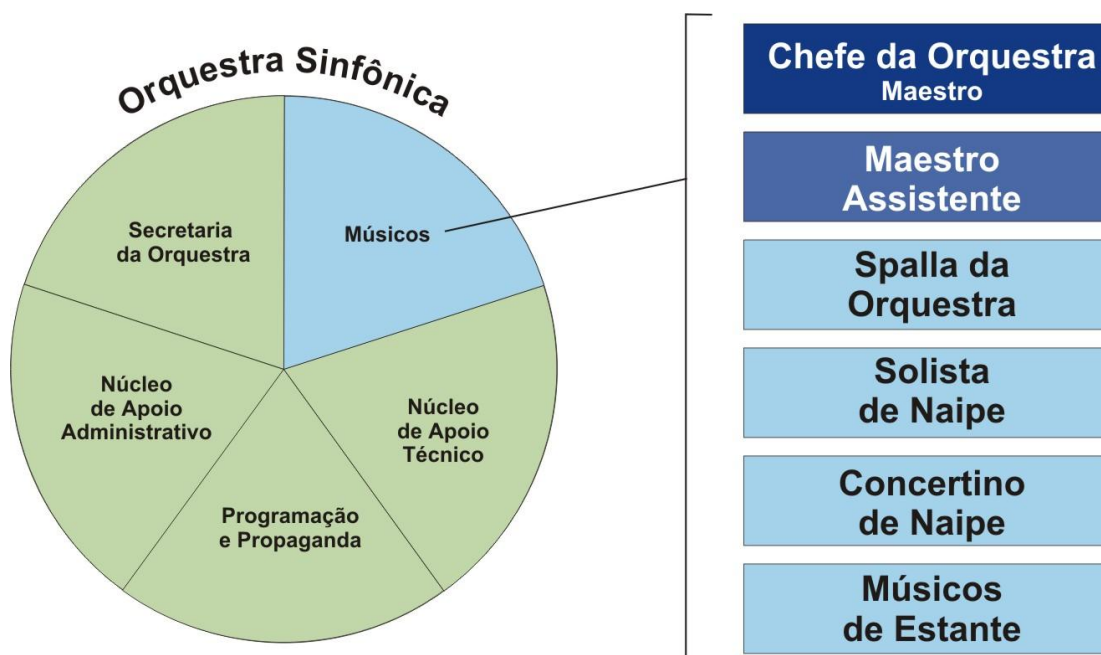 Orquestra Sinfônica
Secretaria
da Orquestra
Músicos
Núcleo
de Apoio
Administrativo
Núcleo
de Apoio
Técnico
Programação
e Propaganda
Chefe da Orquestra
Maestro
Maestro
Assistente
Spalla da
Orquestra
Solista
de Naipe
Concertino
de Naipe
Músicos
de Estante